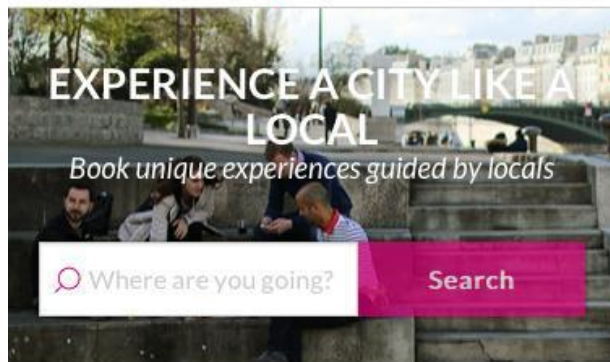 EXPERIENCE A CITY LIKE A
LOCAL
Book unique experiences guided by locals
Where are you going?
Search